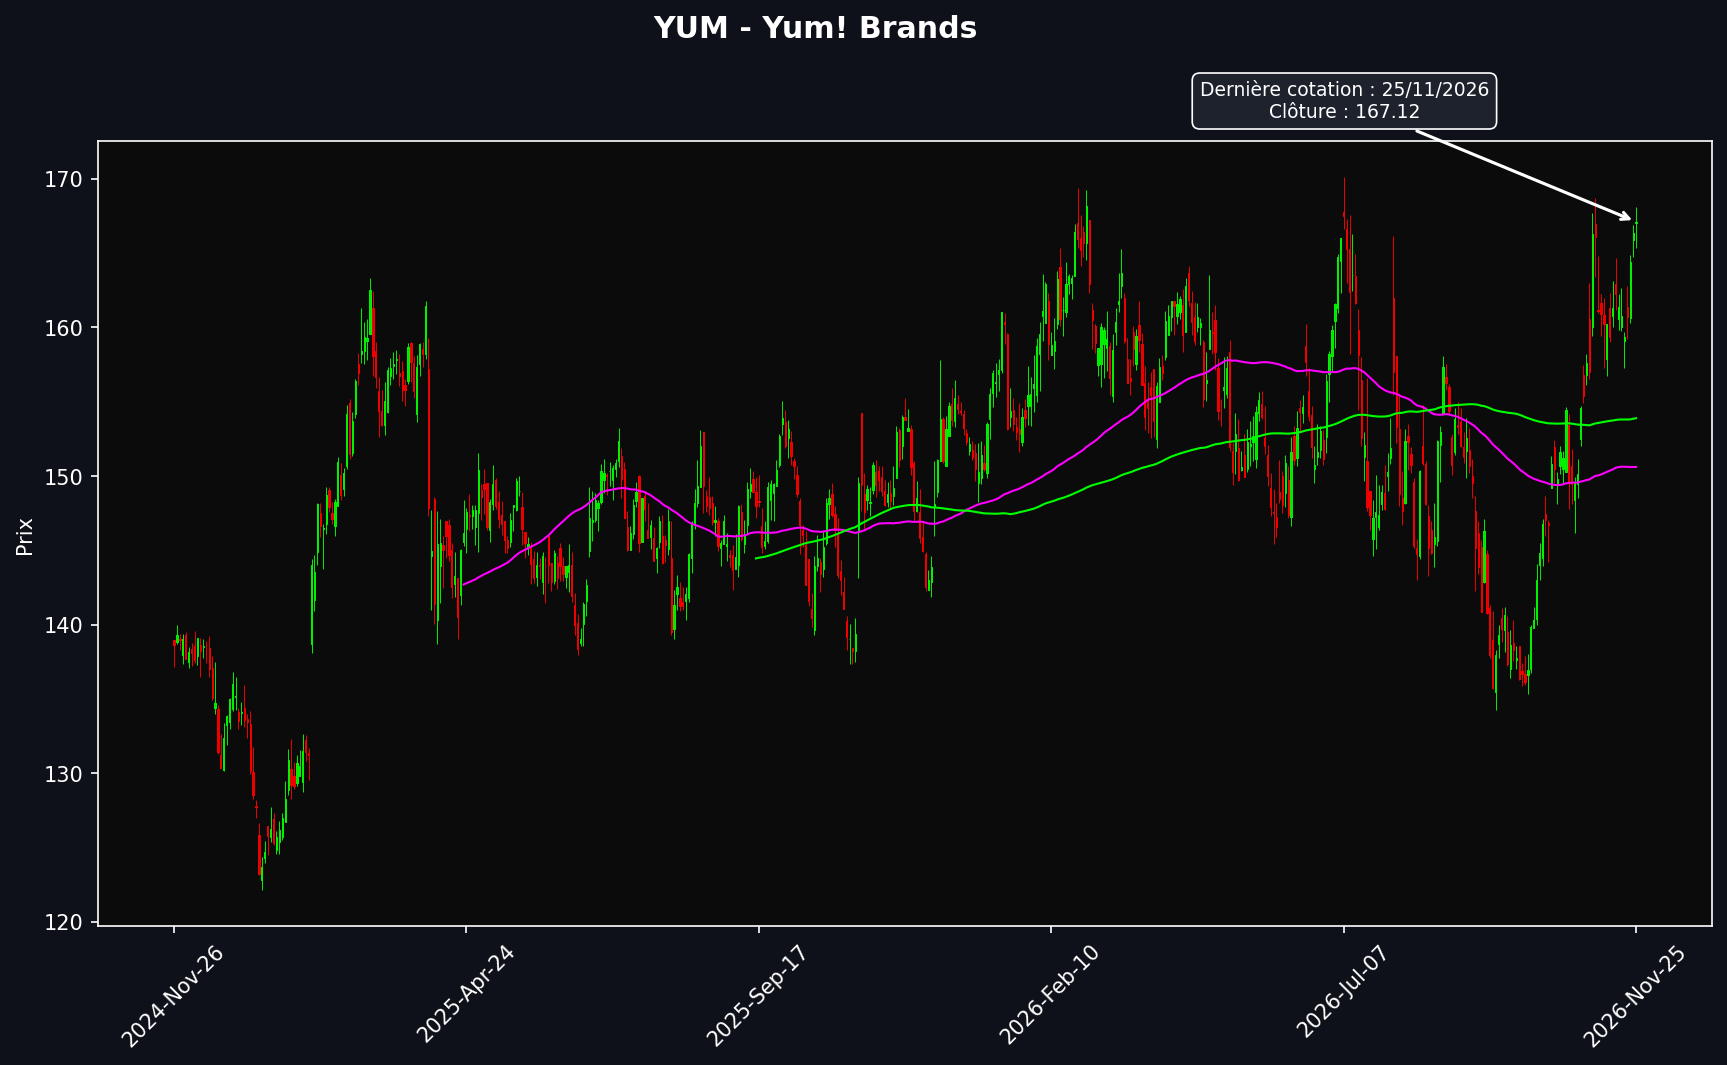 YUM - Yum! Brands
Dernière cotation : 25/11/2026
Clôture : 167.12
Prix
170
160
150
140
130
120
2024-Nov-26
2025-Apr-24
2025-Sep-17
2026-Feb-10
2026-Jul-07
2026-Nov-25